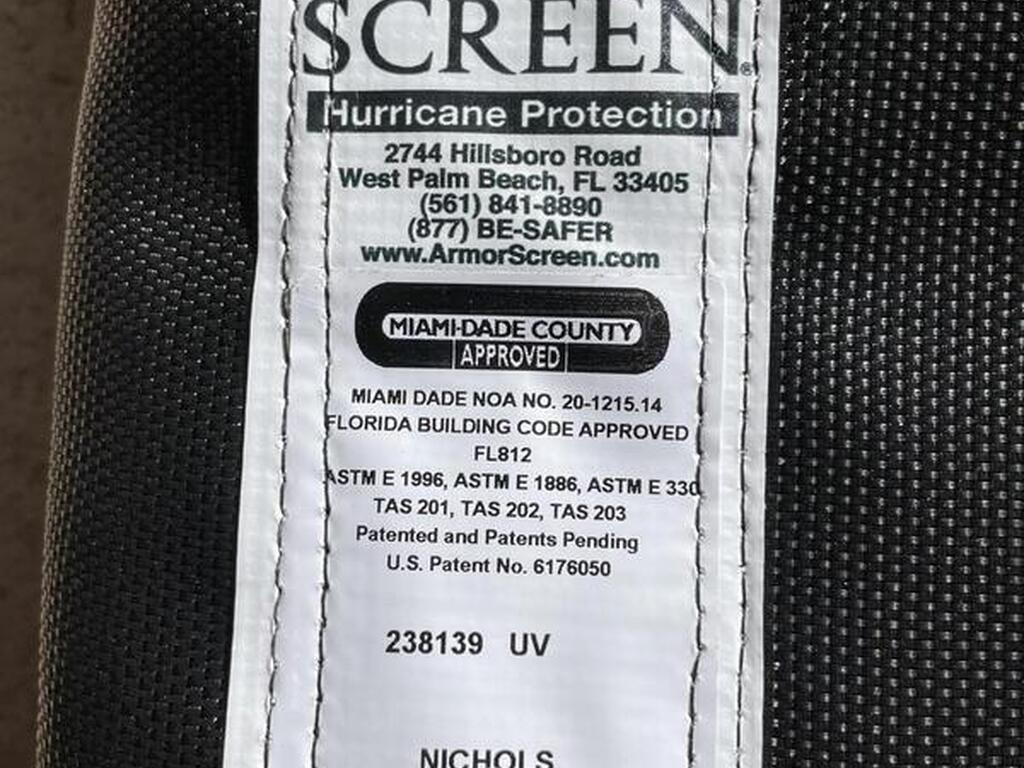 SCREEN®
Hurricane Protection
2744 Hillsboro Road
West Palm Beach, FL 33405
(561) 841-8890
(877) BE-SAFER
www.ArmorScreen.com
MIAMI-DADE COUNTY
APPROVED
MIAMI DADE NOA NO. 20-1215.14
FLORIDA BUILDING CODE APPROVED
FL812
ASTM E 1996, ASTM E 1886, ASTM E 330
TAS 201, TAS 202, TAS 203
Patented and Patents Pending
U.S. Patent No. 6176050
238139 UV
NICHOLS